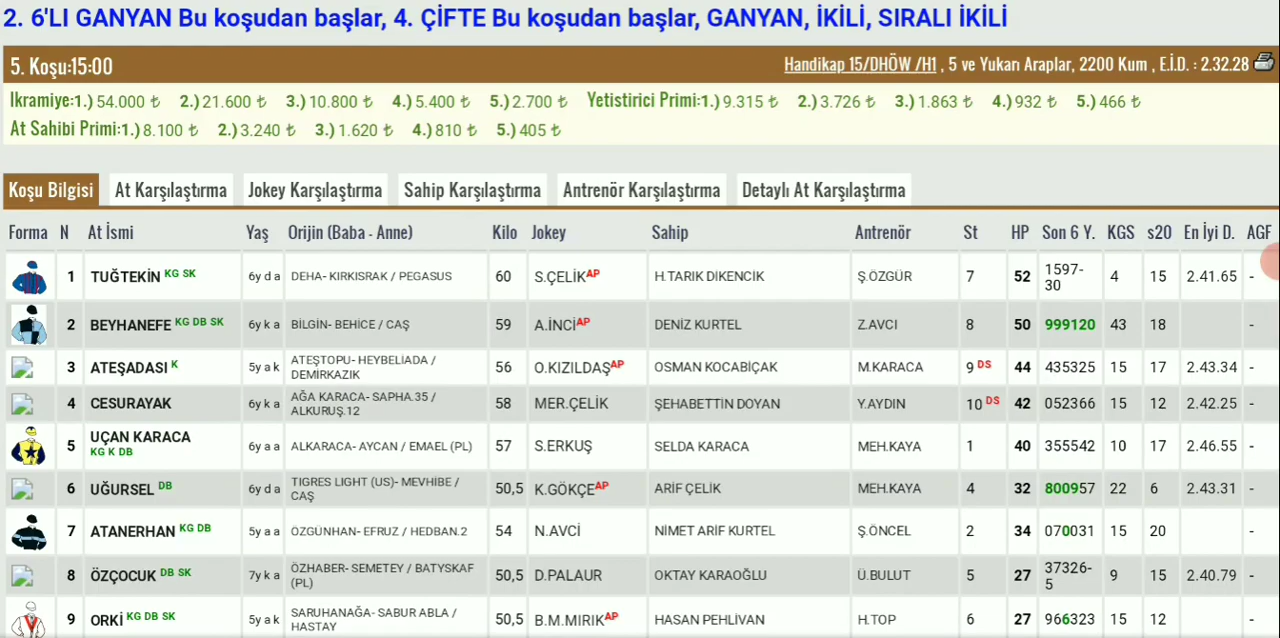 2. 6'LI GANYAN Bu koşudan başlar, 4. ÇİFTE Bu koşudan başlar, GANYAN, İKİLİ, SIRALI İKİLİ
5. Koşu:15:00 Handikap 15/DHÖW /H1 , 5 ve Yukarı Araplar, 2200 Kum , E.İ.D. : 2.32.28
Ikramiye:1.) 54.000 ₺ 2.) 21.600 ₺ 3.) 10.800 ₺ 4.) 5.400 ₺ 5.) 2.700 ₺ Yetistirici Primi:1.) 9.315 ₺ 2.) 3.726 ₺ 3.) 1.863 ₺ 4.) 932 ₺ 5.) 466 ₺
At Sahibi Primi:1.) 8.100 ₺ 2.) 3.240 ₺ 3.) 1.620 ₺ 4.) 810 ₺ 5.) 405 ₺
Koşu Bilgisi At Karşılaştırma Jokey Karşılaştırma Sahip Karşılaştırma Antrenör Karşılaştırma Detaylı At Karşılaştırma
Forma N At İsmi Yaş Orijin (Baba - Anne) Kilo Jokey Sahip Antrenör St HP Son 6 Y. KGS s20 En İyi D. AGF
1 TUĞTEKİN KG SK 6y d a DEHA- KIRKISRAK / PEGASUS 60 S.ÇELİK AP H.TARIK DIKENCIK Ş.ÖZGÜR 7 52 1597-30 4 15 2.41.65 -
2 BEYHANEFE KG DB SK 6y k a BİLGİN- BEHİCE / CAŞ 59 A.İNCİ AP DENİZ KURTEL Z.AVCI 8 50 999120 43 18 -
3 ATEŞADASI K 5y a k ATEŞTOPU- HEYBELİADA / DEMİRKAZIK 56 O.KIZILDAŞ AP OSMAN KOCABIÇAK M.KARACA 9 DS 44 435325 15 17 2.43.34 -
4 CESURAYAK 6y k a AĞA KARACA- SAPHA.35 / ALKURUŞ.12 58 MER.ÇELİK ŞEHABETTİN DOYAN Y.AYDIN 10 DS 42 052366 15 12 2.42.25 -
5 UÇAN KARACA KG K DB 6y a a ALKARACA- AYCAN / EMAEL (PL) 57 S.ERKUŞ SELDA KARACA MEH.KAYA 1 40 355542 10 17 2.46.55 -
6 UĞURSEL DB 6y d a TIGRES LIGHT (US)- MEVHİBE / CAŞ 50,5 K.GÖKÇE AP ARİF ÇELİK MEH.KAYA 4 32 800957 22 6 2.43.31 -
7 ATANERHAN KG DB 5y a a ÖZGÜNHAN- EFRUZ / HEDBAN.2 54 N.AVCİ NİMET ARIF KURTEL Ş.ÖNCEL 2 34 070031 15 20 -
8 ÖZÇOCUK DB SK 7y k a ÖZHABER- SEMETEY / BATYSKAF (PL) 50,5 D.PALAUR OKTAY KARAOĞLU Ü.BULUT 5 27 37326-5 9 15 2.40.79 -
9 ORKİ KG DB SK 5y a k SARUHANAĞA- SABUR ABLA / HASTAY 50,5 B.M.MIRIK AP HASAN PEHLİVAN H.TOP 6 27 966323 15 12 -